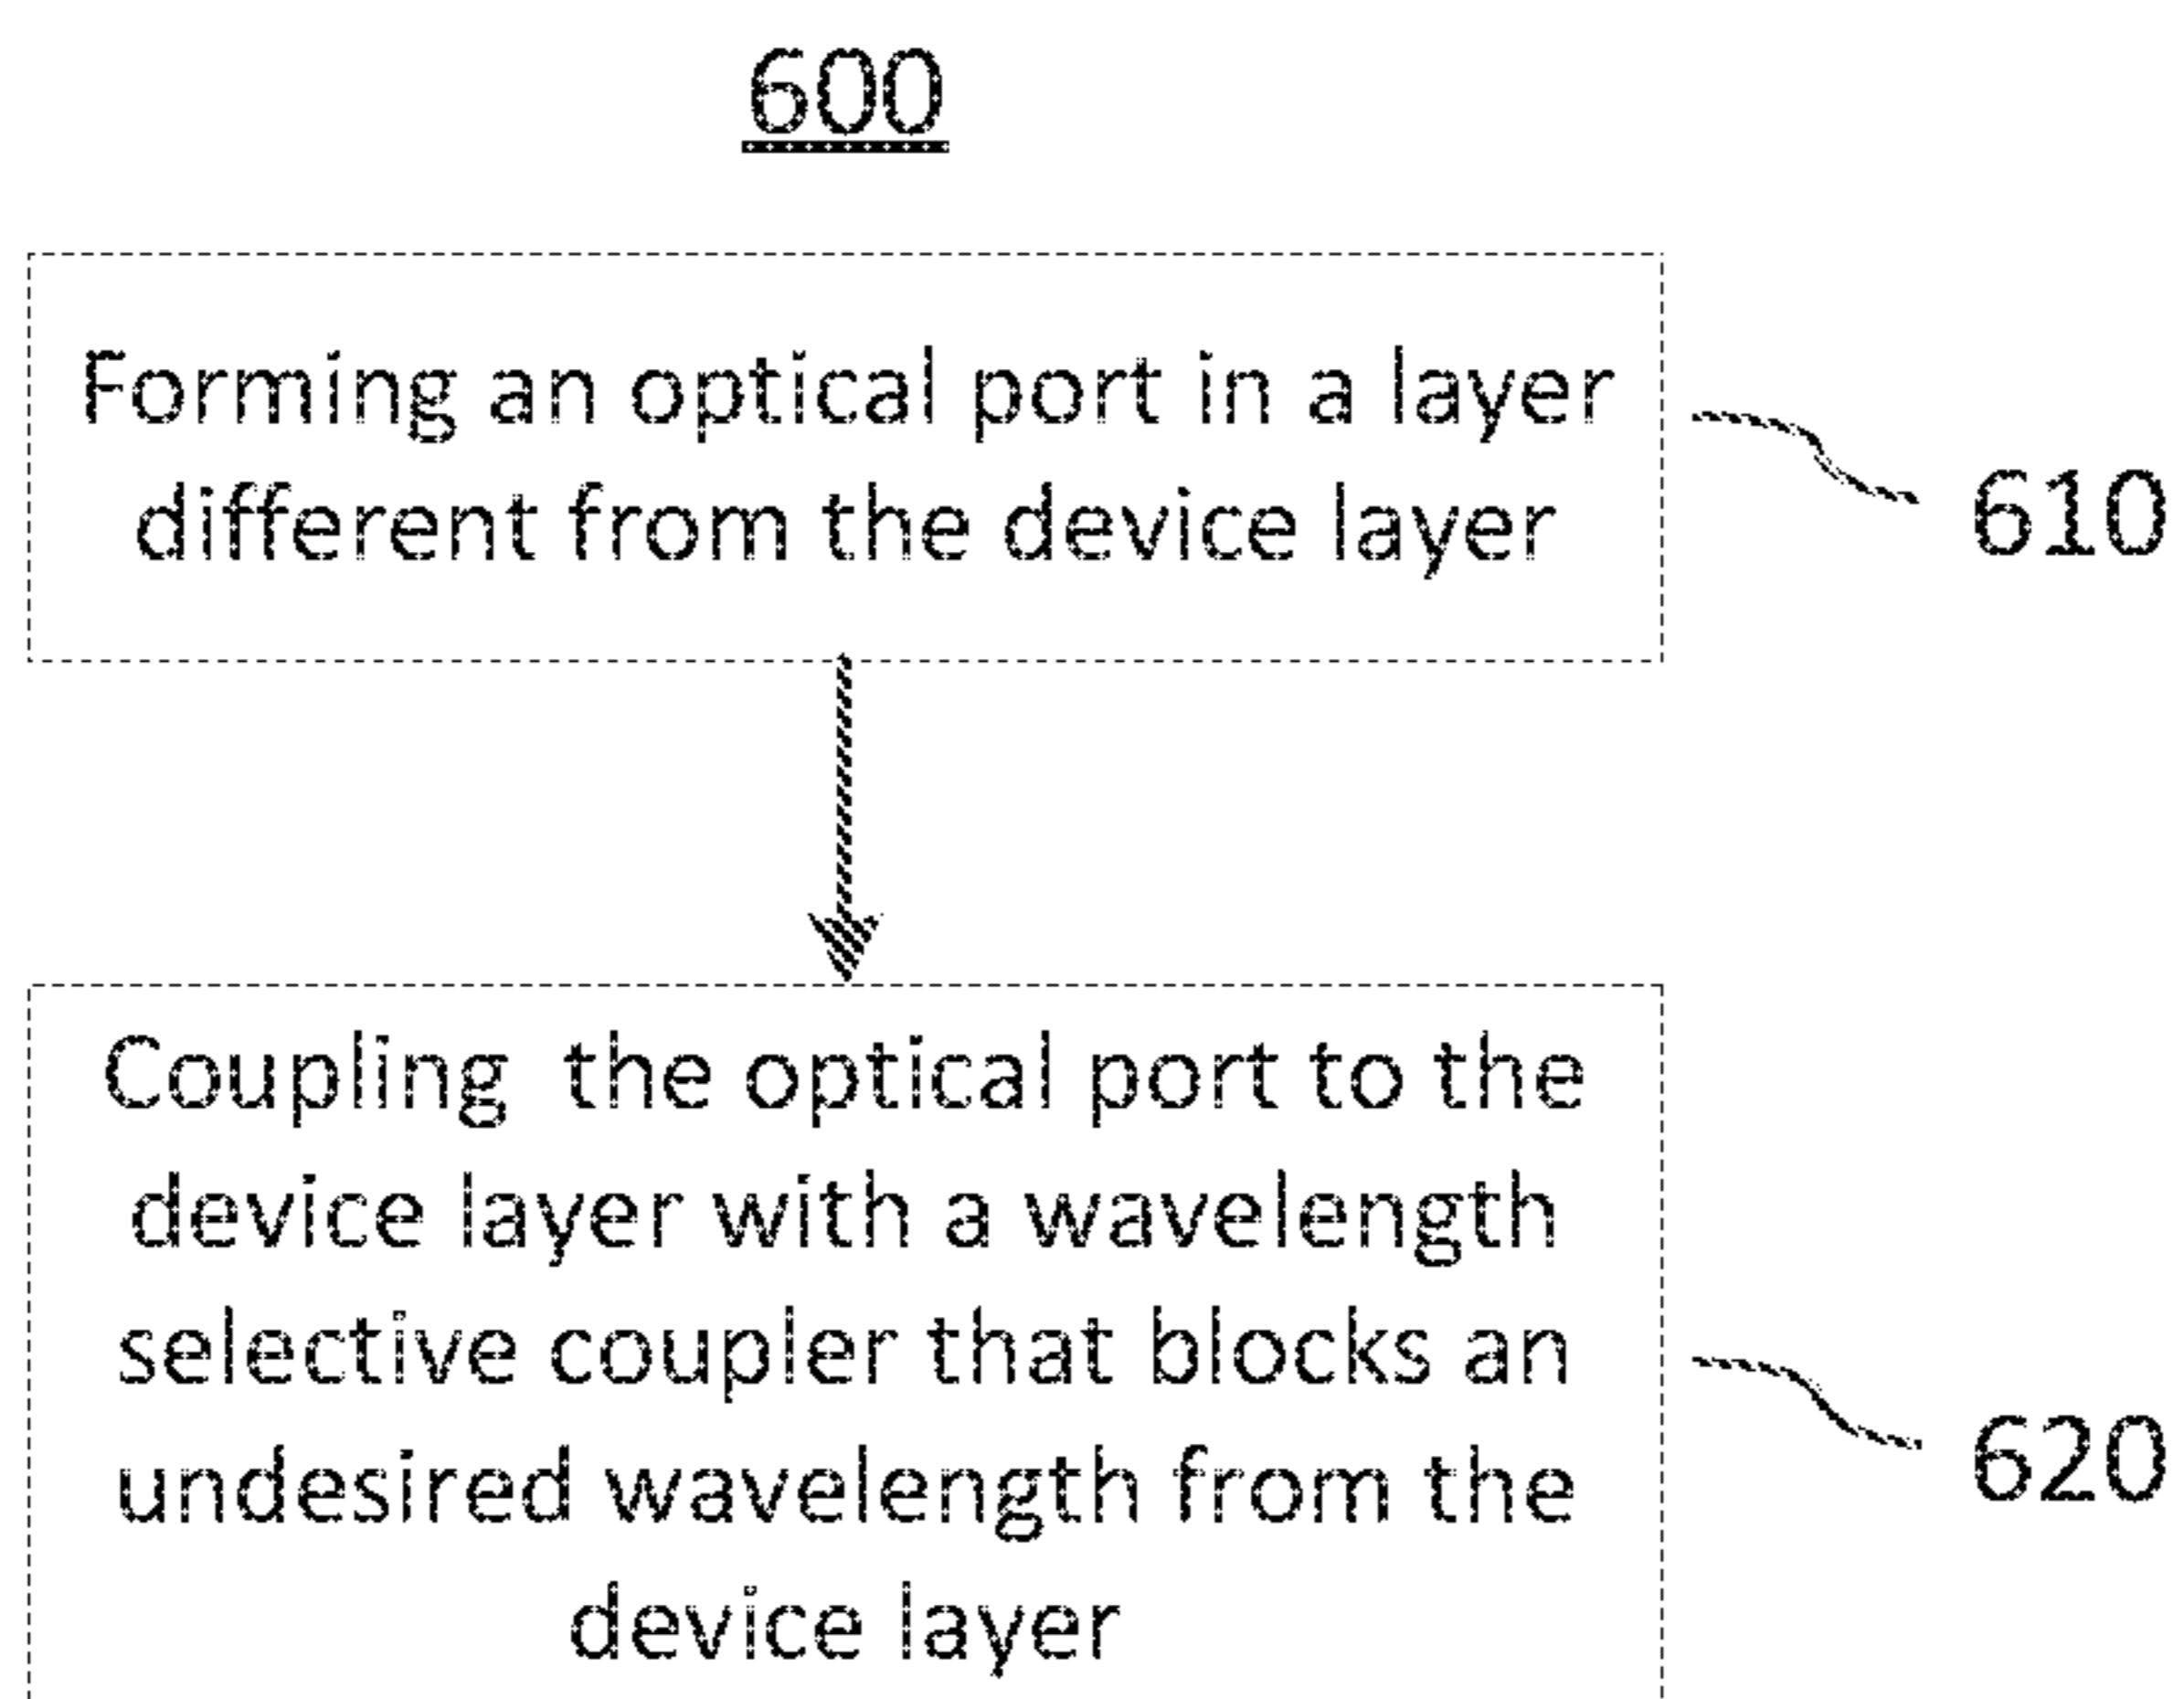 600
Forming an optical port in a layer
different from the device layer
610
Coupling the optical port to the
device layer with a wavelength
selective coupler that blocks an
undesired wavelength from the
device layer
620